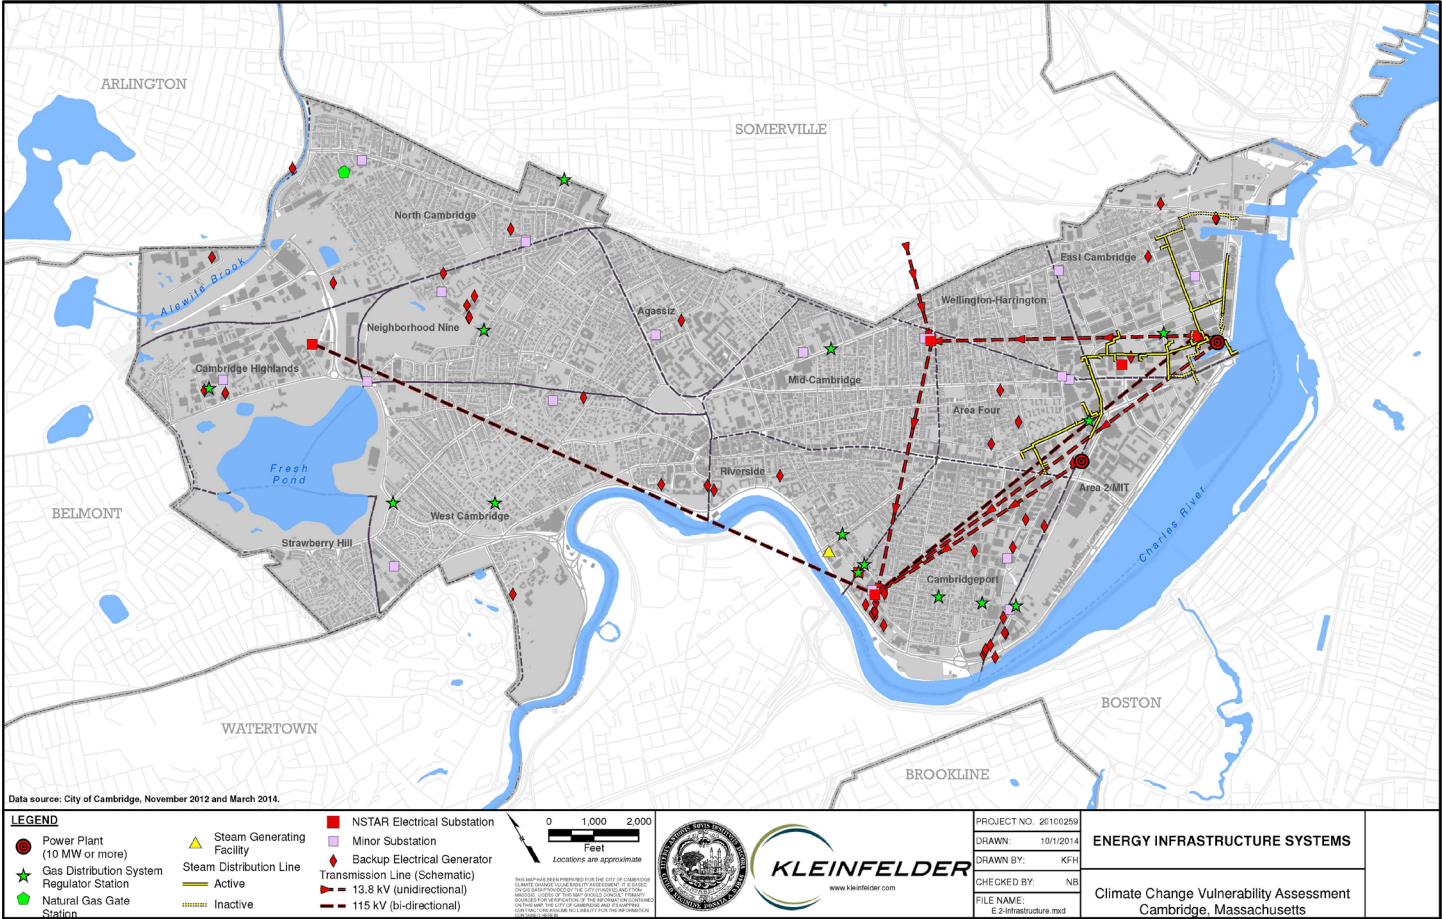 ARLINGTON
SOMERVILLE
North Cambridge
East Cambridge
Alewife Brook
Wellington-Harrington
Agassiz
Neighborhood Nine
Cambridge Highlands
Mid-Cambridge
Area Four
Fresh
Pond
Riverside
Area 2/MIT
BELMONT
West Cambridge
Charles River
Strawberry Hill
Cambridgeport
BOSTON
WATERTOWN
BROOKLINE
Data source: City of Cambridge, November 2012 and March 2014.
LEGEND
Power Plant
(10 MW or more)
Gas Distribution System
Regulator Station
Natural Gas Gate
Station
Steam Generating
Facility
Steam Distribution Line
Active
Inactive
NSTAR Electrical Substation
Minor Substation
Backup Electrical Generator
Transmission Line (Schematic)
13.8 kV (unidirectional)
115 kV (bi-directional)
0 1,000 2,000
Feet
Locations are approximate
KLEINFELDER
www.kleinfelder.com
PROJECT NO. 20100259
DRAWN: 10/1/2014
DRAWN BY: KFH
CHECKED BY: NB
FILE NAME:
E.2-Infrastructure.mxd
ENERGY INFRASTRUCTURE SYSTEMS
Climate Change Vulnerability Assessment
Cambridge, Massachusetts